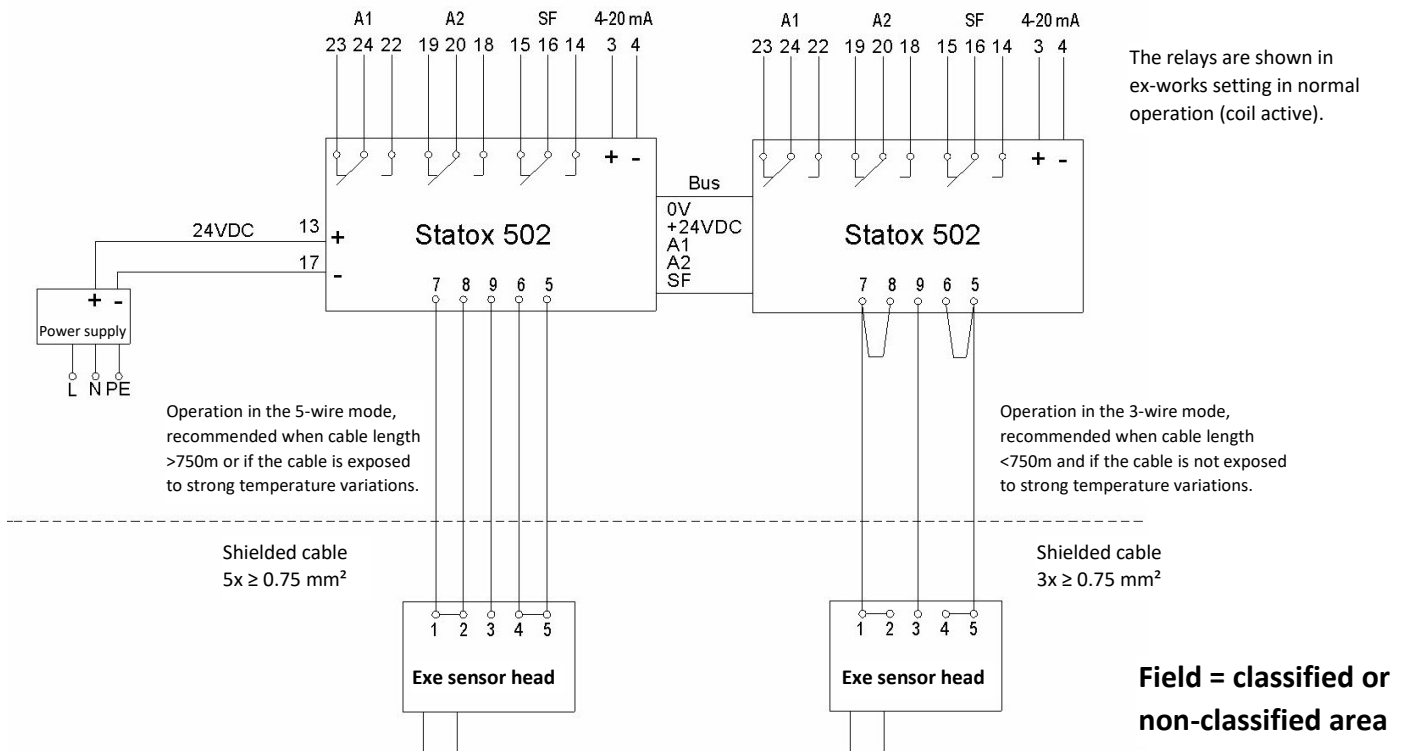 A1 A2 SF 4-20 mA
23 24 22 19 20 18 15 16 14 3 4
A1 A2 SF 4-20 mA
23 24 22 19 20 18 15 16 14 3 4
The relays are shown in
ex-works setting in normal
operation (coil active).
+ -
+ -
Bus
0V
+24VDC
A1
A2
SF
24VDC
13
+
17
-
Statox 502
Statox 502
7 8 9 6 5
7 8 9 6 5
+ -
Power supply
L N PE
Operation in the 5-wire mode,
recommended when cable length
>750m or if the cable is exposed
to strong temperature variations.
Operation in the 3-wire mode,
recommended when cable length
<750m and if the cable is not exposed
to strong temperature variations.
Shielded cable
5x ≥ 0.75 mm²
Shielded cable
3x ≥ 0.75 mm²
1 2 3 4 5
Exe sensor head
1 2 3 4 5
Exe sensor head
Field = classified or
non-classified area